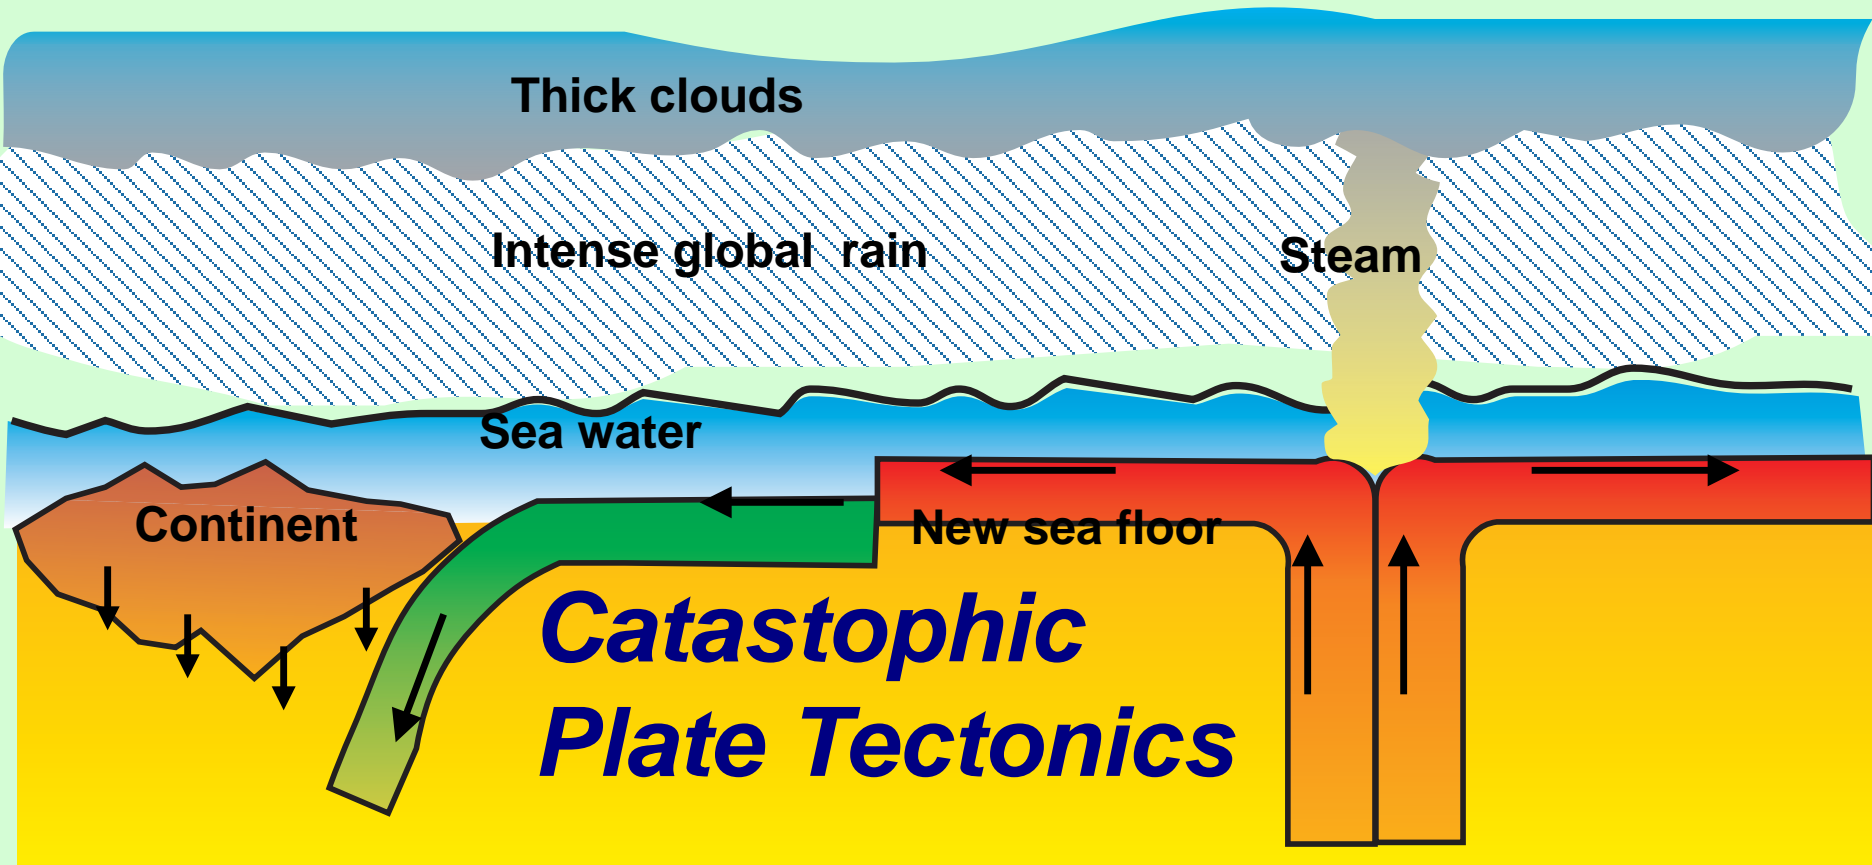 Thick clouds
Intense global rain
Steam
Sea water
Continent
New sea floor
Catastophic
Plate Tectonics